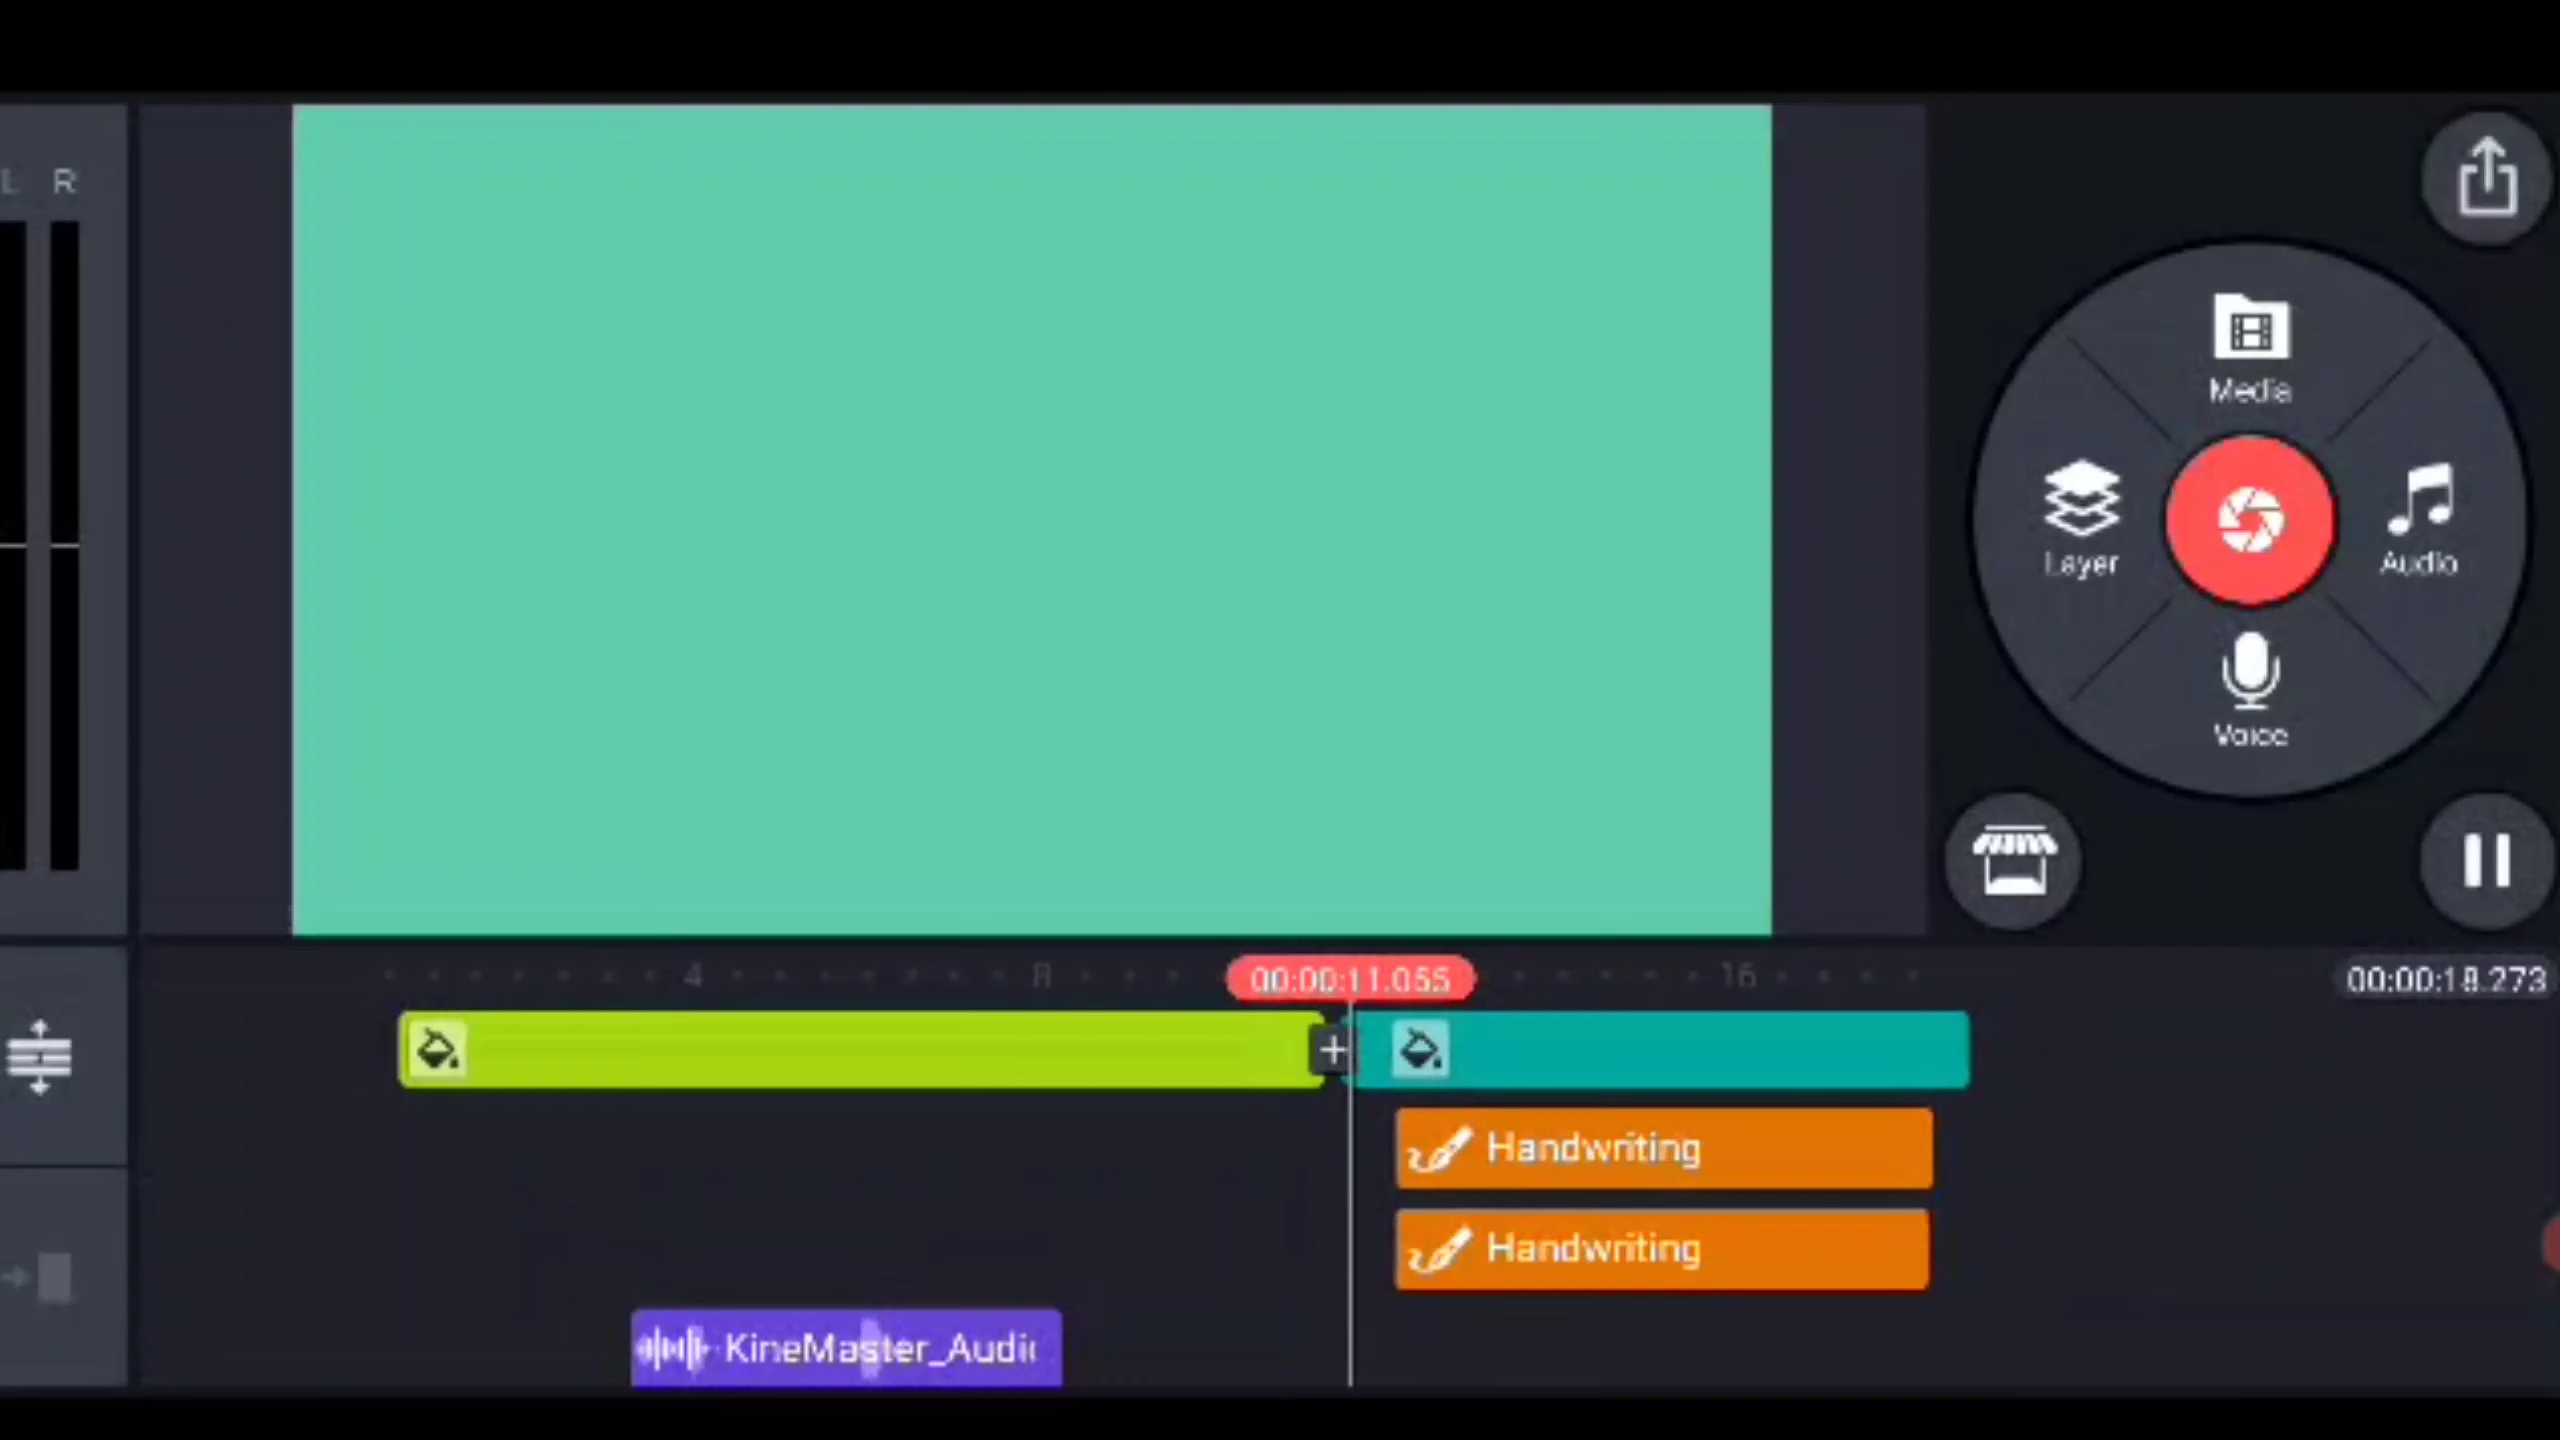 L R
Media
Layer
Audio
Voice
4
8
00:00:11.055
16
00:00:18.273
Handwriting
Handwriting
KineMaster_Audi